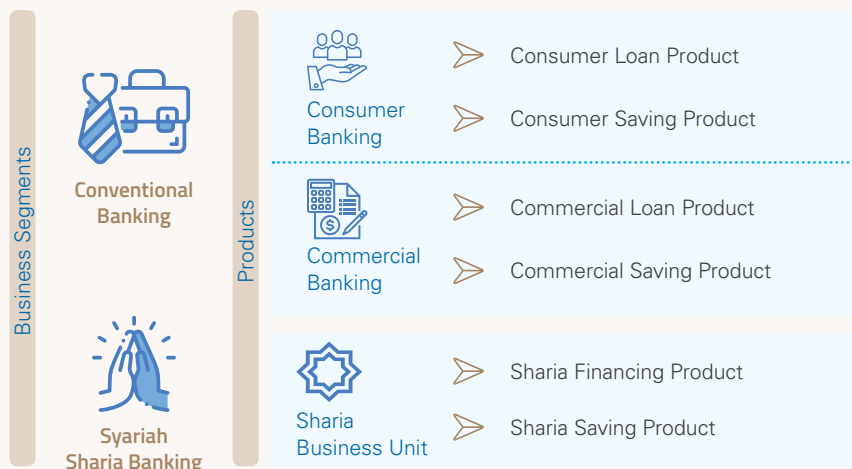 Business Segments
Conventional
Banking
Syariah
Sharia Banking
Products
Consumer
Banking
Consumer Loan Product
Consumer Saving Product
Commercial
Banking
Commercial Loan Product
Commercial Saving Product
Sharia
Business Unit
Sharia Financing Product
Sharia Saving Product